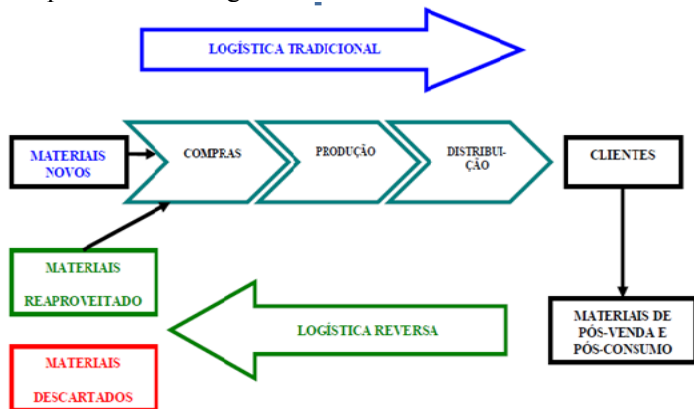 LOGÍSTICA TRADICIONAL
MATERIAIS
NOVOS
COMPRAS
PRODUÇÃO
DISTRIBUI-
ÇÃO
CLIENTES
MATERIAIS
REAPROVEITADO
LOGÍSTICA REVERSA
MATERIAIS DE
PÓS-VENDA E
PÓS-CONSUMO
MATERIAIS
DESCARTADOS